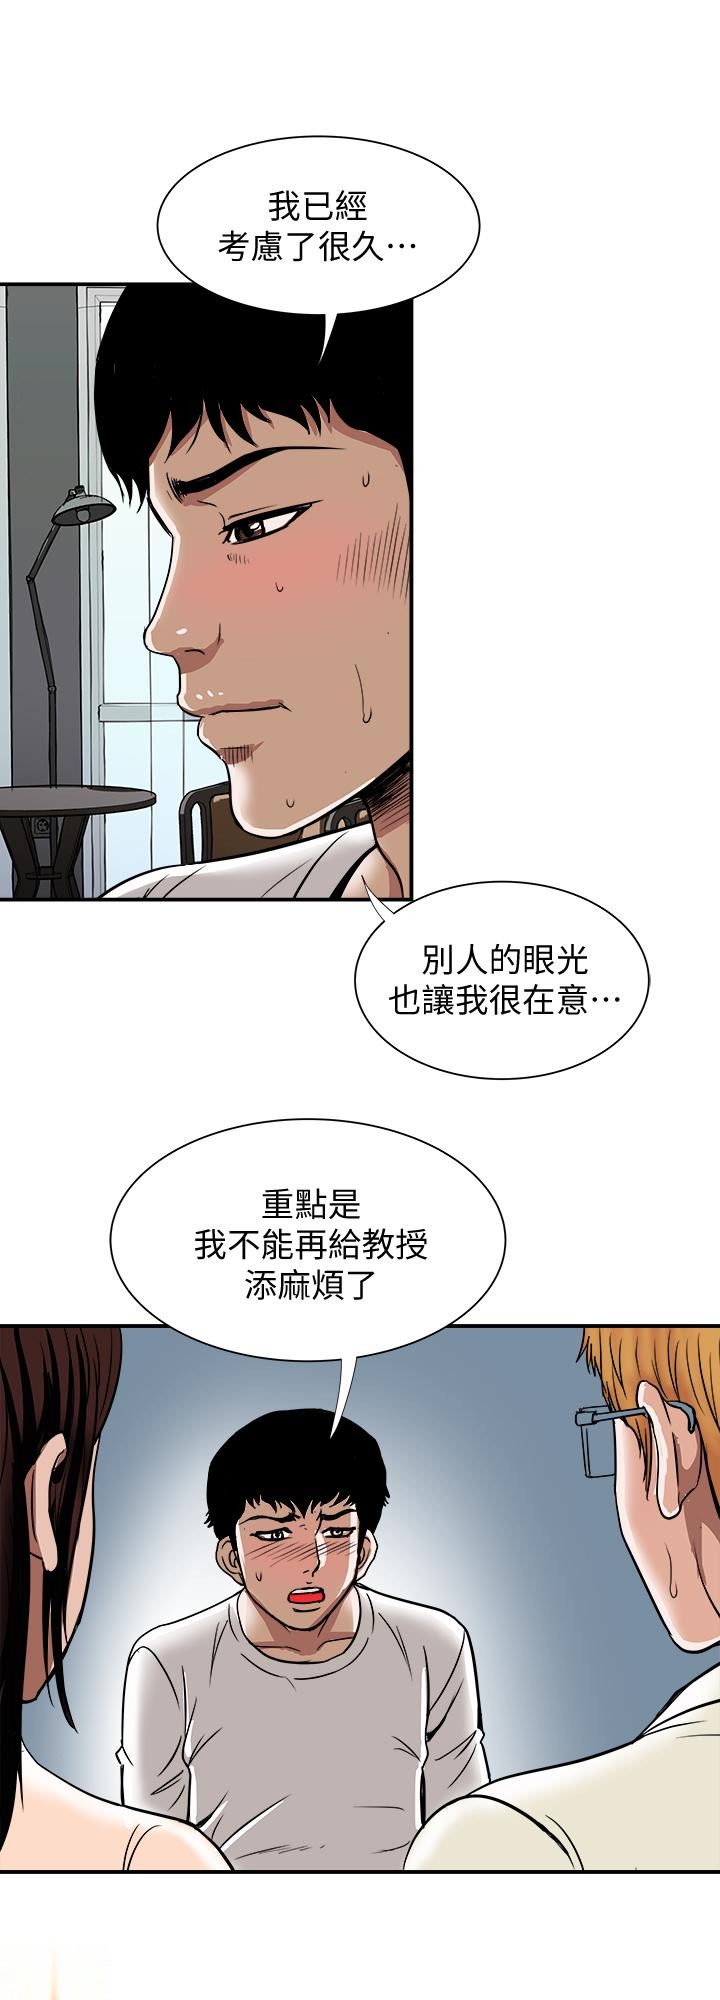 我已經
考慮了很久…
別人的眼光
也讓我很在意…
重點是
我不能再給教授
添麻煩了